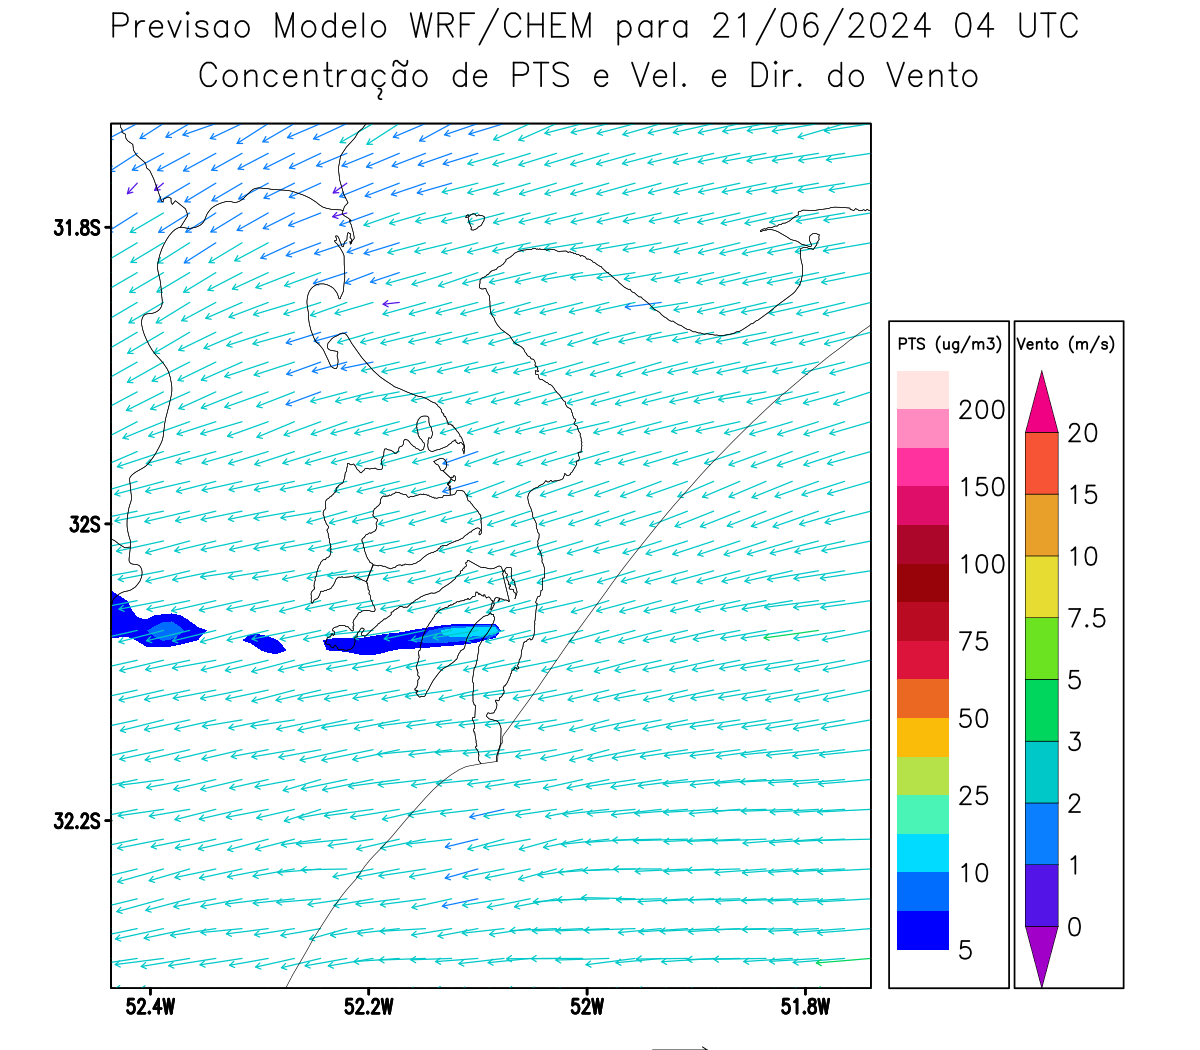 Previsao Modelo WRF/CHEM para 21/06/2024 04 UTC
Concentração de PTS e Vel. e Dir. do Vento
31.8S
32S
32.2S
52.4W
52.2W
52W
51.8W
PTS (ug/m3)
200
150
100
75
50
25
10
5
Vento (m/s)
20
15
10
7.5
5
3
2
1
0